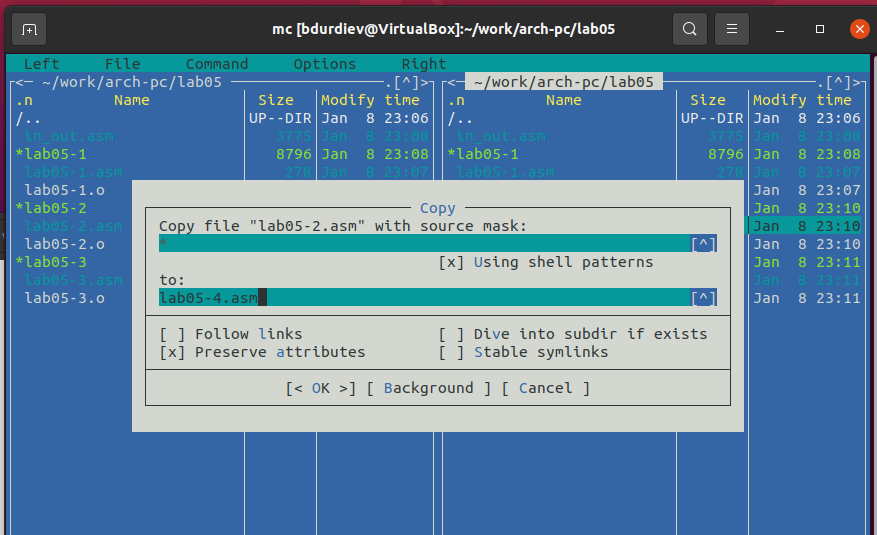 mc [bdurdiev@VirtualBox]:~/work/arch-pc/lab05
Left File Command Options Right
<─ ~/work/arch-pc/lab05 .[^]> <─ ~/work/arch-pc/lab05 .[^]>
.n Name Size Modify time .n Name Size Modify time
/.. UP--DIR Jan 8 23:06 /.. UP--DIR Jan 8 23:06
in_out.asm 3775 Jan 8 23:08 in_out.asm 3775 Jan 8 23:08
*lab05-1 8796 Jan 8 23:08 *lab05-1 8796 Jan 8 23:08
lab05-1.asm 278 Jan 8 23:07 lab05-1.asm 278 Jan 8 23:07
lab05-1.o Jan 8 23:07
*lab05-2 Jan 8 23:10
lab05-2.asm Jan 8 23:10
lab05-2.o Jan 8 23:10
*lab05-3 Jan 8 23:11
lab05-3.asm Jan 8 23:11
lab05-3.o Jan 8 23:11
Copy
Copy file "lab05-2.asm" with source mask:
* [^]
[x] Using shell patterns
to:
lab05-4.asm [^]
[ ] Follow links [ ] Dive into subdir if exists
[x] Preserve attributes [ ] Stable symlinks
[< OK >] [ Background ] [ Cancel ]